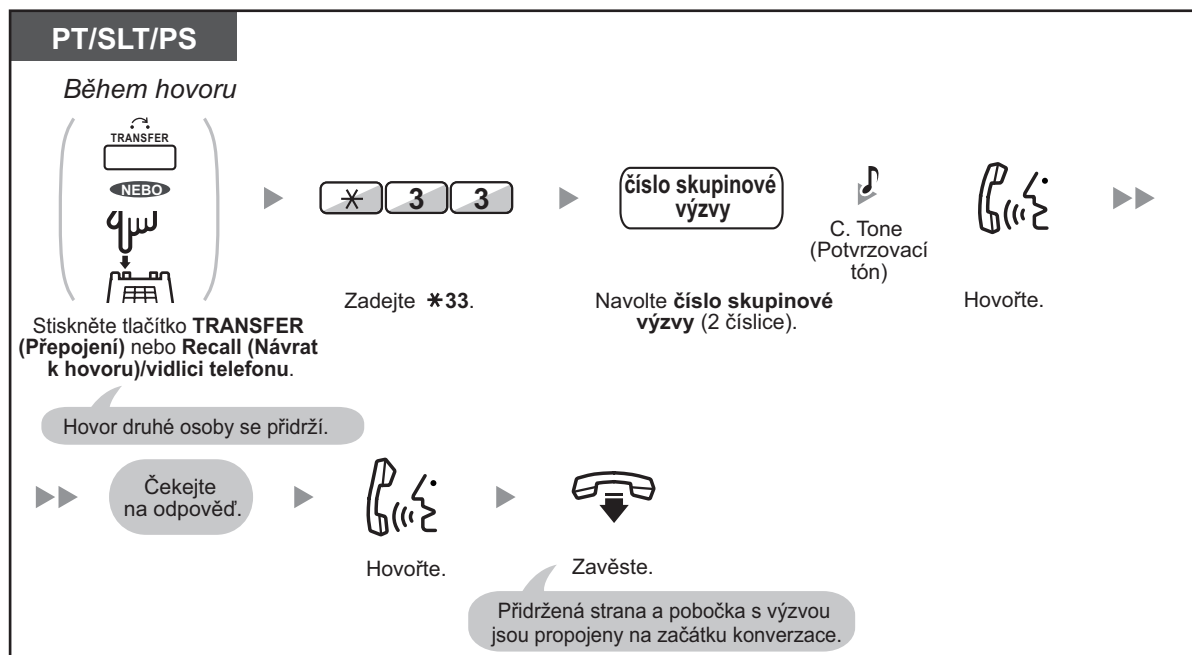 PT/SLT/PS
Během hovoru
TRANSFER
NEBO
✳ 3 3
číslo skupinové
výzvy
C. Tone
(Potvrzovací
tón)
Stiskněte tlačítko TRANSFER
(Přepojení) nebo Recall (Návrat
k hovoru)/vidlici telefonu.
Zadejte ✳33.
Navolte číslo skupinové
výzvy (2 číslice).
Hovořte.
Hovor druhé osoby se přidrží.
Čekejte
na odpověď.
Hovořte.
Zavěste.
Přidržená strana a pobočka s výzvou
jsou propojeny na začátku konverzace.